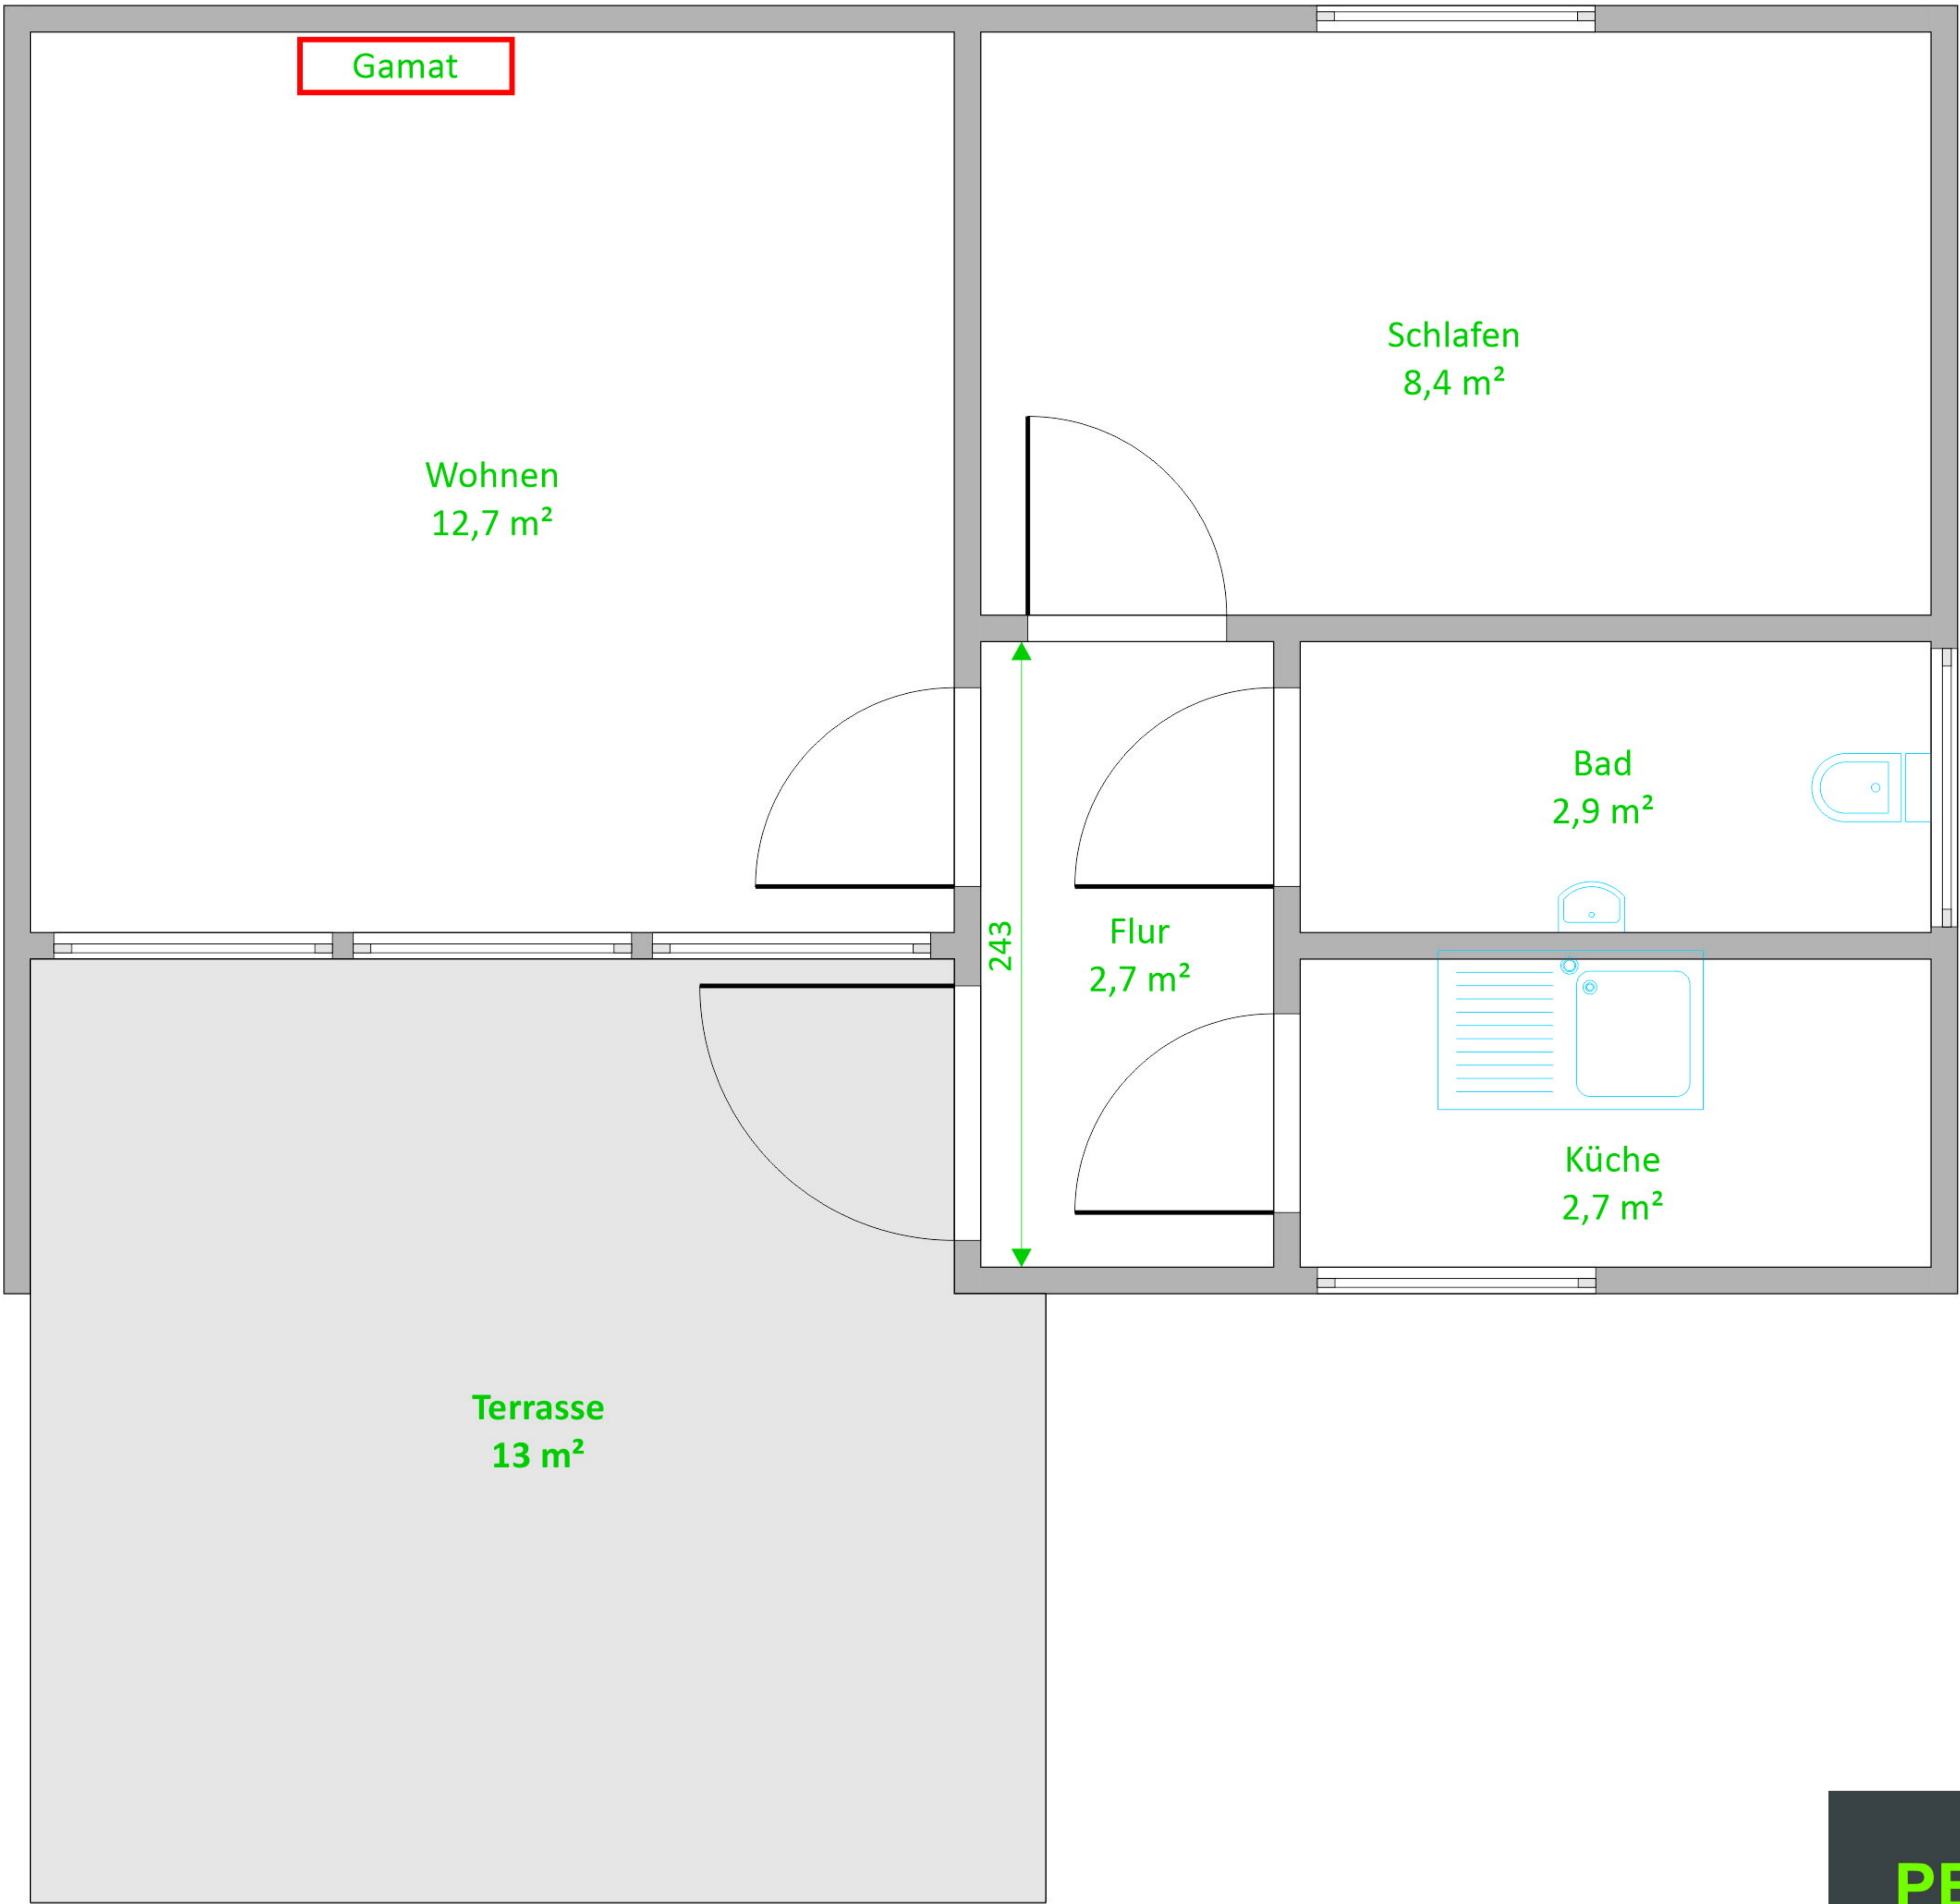 Gamat
Schlafen
8,4 m²
Wohnen
12,7 m²
Bad
2,9 m²
Flur
2,7 m²
243
Küche
2,7 m²
Terrasse
13 m²